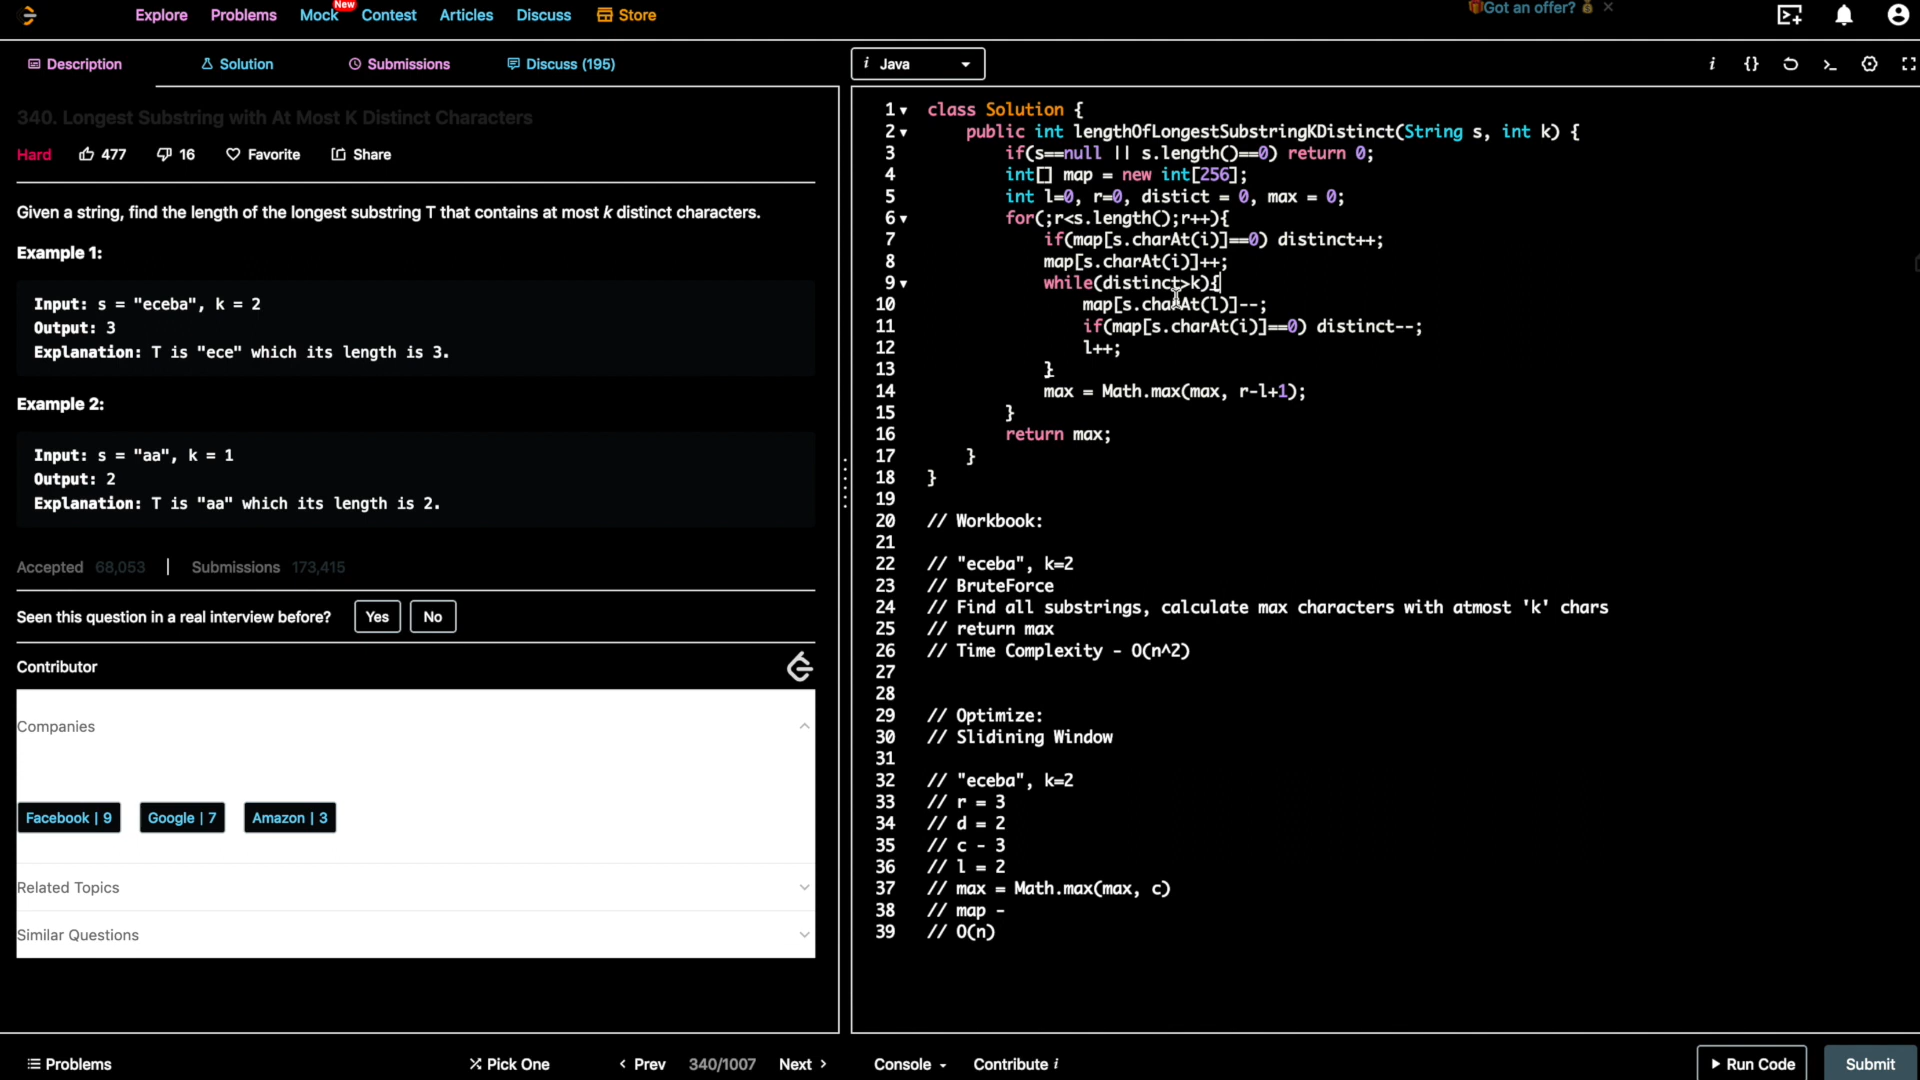 Explore Problems Mock New Contest Articles Discuss Store
Got an offer?
Description Solution Submissions Discuss (195)
i Java
340. Longest Substring with At Most K Distinct Characters
Hard 477 16 Favorite Share
Given a string, find the length of the longest substring T that contains at most k distinct characters.
Example 1:
Input: s = "eceba", k = 2
Output: 3
Explanation: T is "ece" which its length is 3.
Example 2:
Input: s = "aa", k = 1
Output: 2
Explanation: T is "aa" which its length is 2.
Accepted 68,053 | Submissions 173,415
Seen this question in a real interview before? Yes No
Contributor
Companies
Facebook | 9 Google | 7 Amazon | 3
Related Topics
Similar Questions
1 class Solution {
2 public int lengthOfLongestSubstringKDistinct(String s, int k) {
3 if(s==null || s.length()==0) return 0;
4 int[] map = new int[256];
5 int l=0, r=0, distict = 0, max = 0;
6 for(;r<s.length();r++){
7 if(map[s.charAt(i)]==0) distinct++;
8 map[s.charAt(i)]++;
9 while(distinct>k){
10 map[s.charAt(l)]--;
11 if(map[s.charAt(i)]==0) distinct--;
12 l++;
13 }
14 max = Math.max(max, r-l+1);
15 }
16 return max;
17 }
18 }
19
20 // Workbook:
21
22 // "eceba", k=2
23 // BruteForce
24 // Find all substrings, calculate max characters with atmost 'k' chars
25 // return max
26 // Time Complexity - O(n^2)
27
28
29 // Optimize:
30 // Slidining Window
31
32 // "eceba", k=2
33 // r = 3
34 // d = 2
35 // c - 3
36 // l = 2
37 // max = Math.max(max, c)
38 // map -
39 // O(n)
Problems Pick One < Prev 340/1007 Next > Console Contribute i Run Code Submit